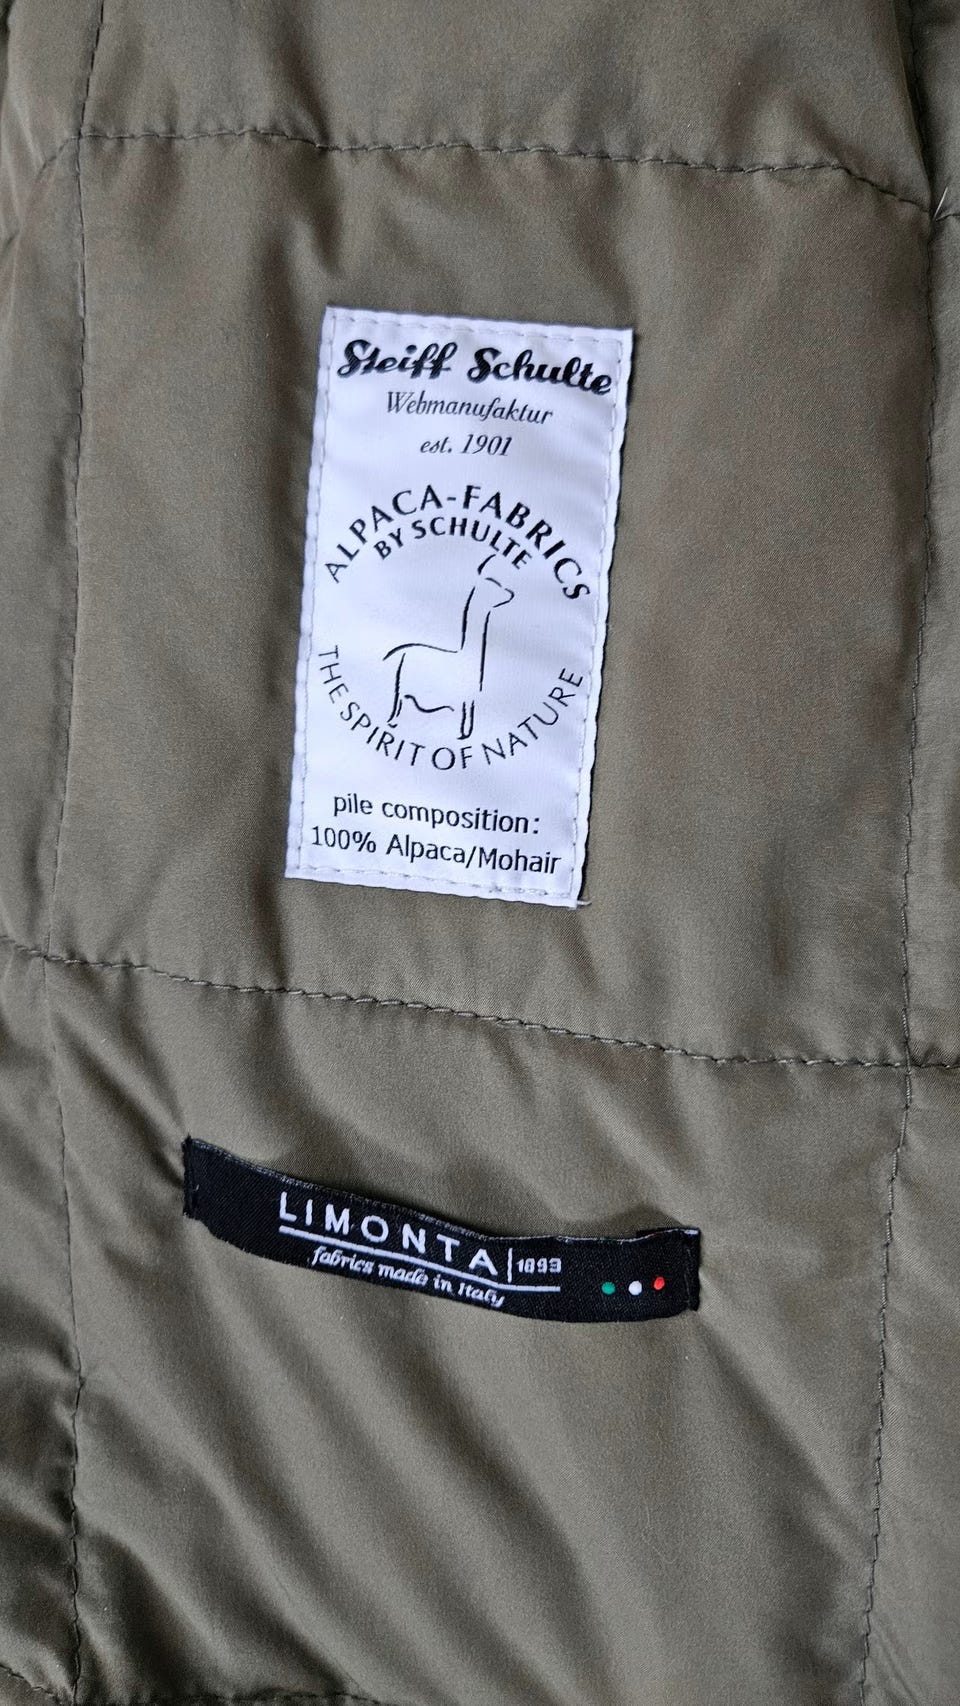 Steiff Schulte
Webmanufaktur
est. 1901
ALPACA-FABRICS
BY SCHULTE
THE SPIRIT OF NATURE
pile composition:
100% Alpaca/Mohair
LIMONTA | 1893
fabrics made in Italy